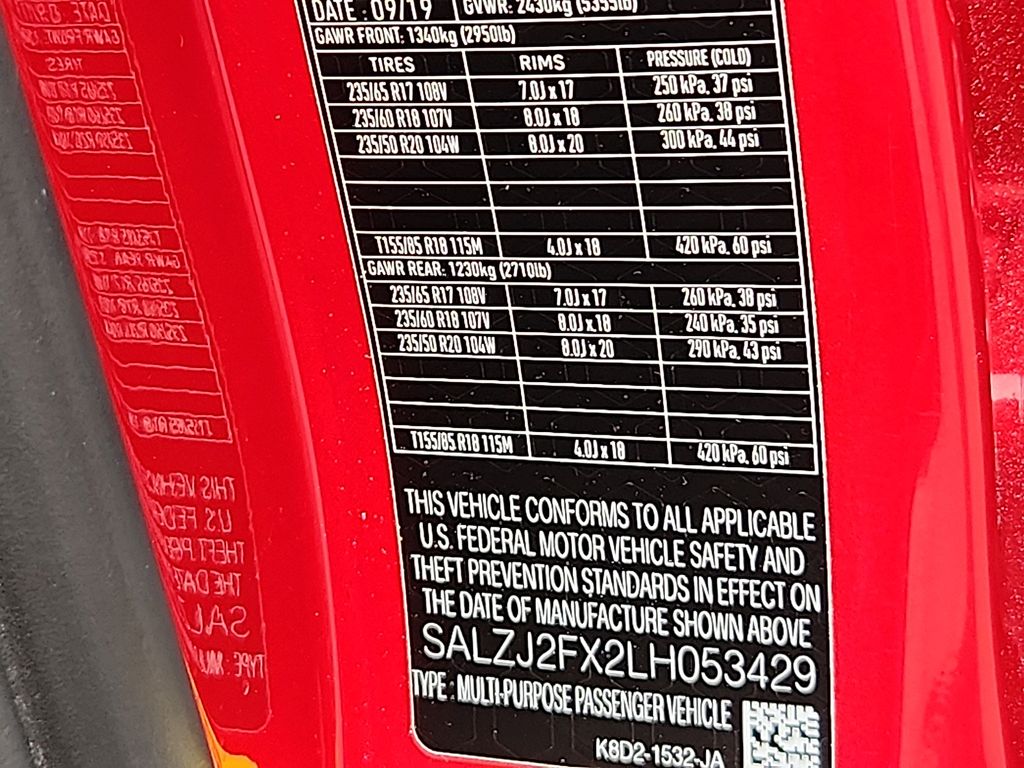 DATE : 09/19 GVWR: 2430kg (5355lb)
GAWR FRONT: 1340kg (2950lb)
TIRES RIMS PRESSURE (COLD)
235/65 R17 108V 7.0J x 17 250 kPa, 37 psi
235/60 R18 107V 8.0J x 18 260 kPa, 38 psi
235/50 R20 104W 8.0J x 20 300 kPa, 44 psi
T155/85 R18 115M 4.0J x 18 420 kPa, 60 psi
GAWR REAR: 1230kg (2710lb)
235/65 R17 108V 7.0J x 17 260 kPa, 38 psi
235/60 R18 107V 8.0J x 18 240 kPa, 35 psi
235/50 R20 104W 8.0J x 20 290 kPa, 43 psi
T155/85 R18 115M 4.0J x 18 420 kPa, 60 psi
THIS VEHICLE CONFORMS TO ALL APPLICABLE
U.S. FEDERAL MOTOR VEHICLE SAFETY AND
THEFT PREVENTION STANDARDS IN EFFECT ON
THE DATE OF MANUFACTURE SHOWN ABOVE
SALZJ2FX2LH053429
TYPE : MULTI-PURPOSE PASSENGER VEHICLE
K8D2-1532-JA